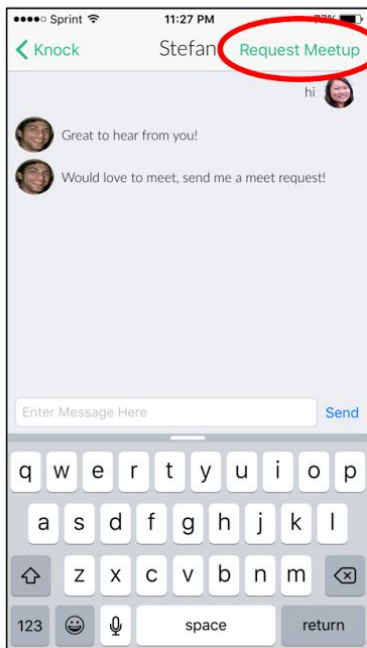 Sprint 11:27 PM 77%
Knock Stefan Request Meetup
hi
Great to hear from you!
Would love to meet, send me a meet request!
Enter Message Here Send
q w e r t y u i o p
a s d f g h j k l
z x c v b n m
123 space return